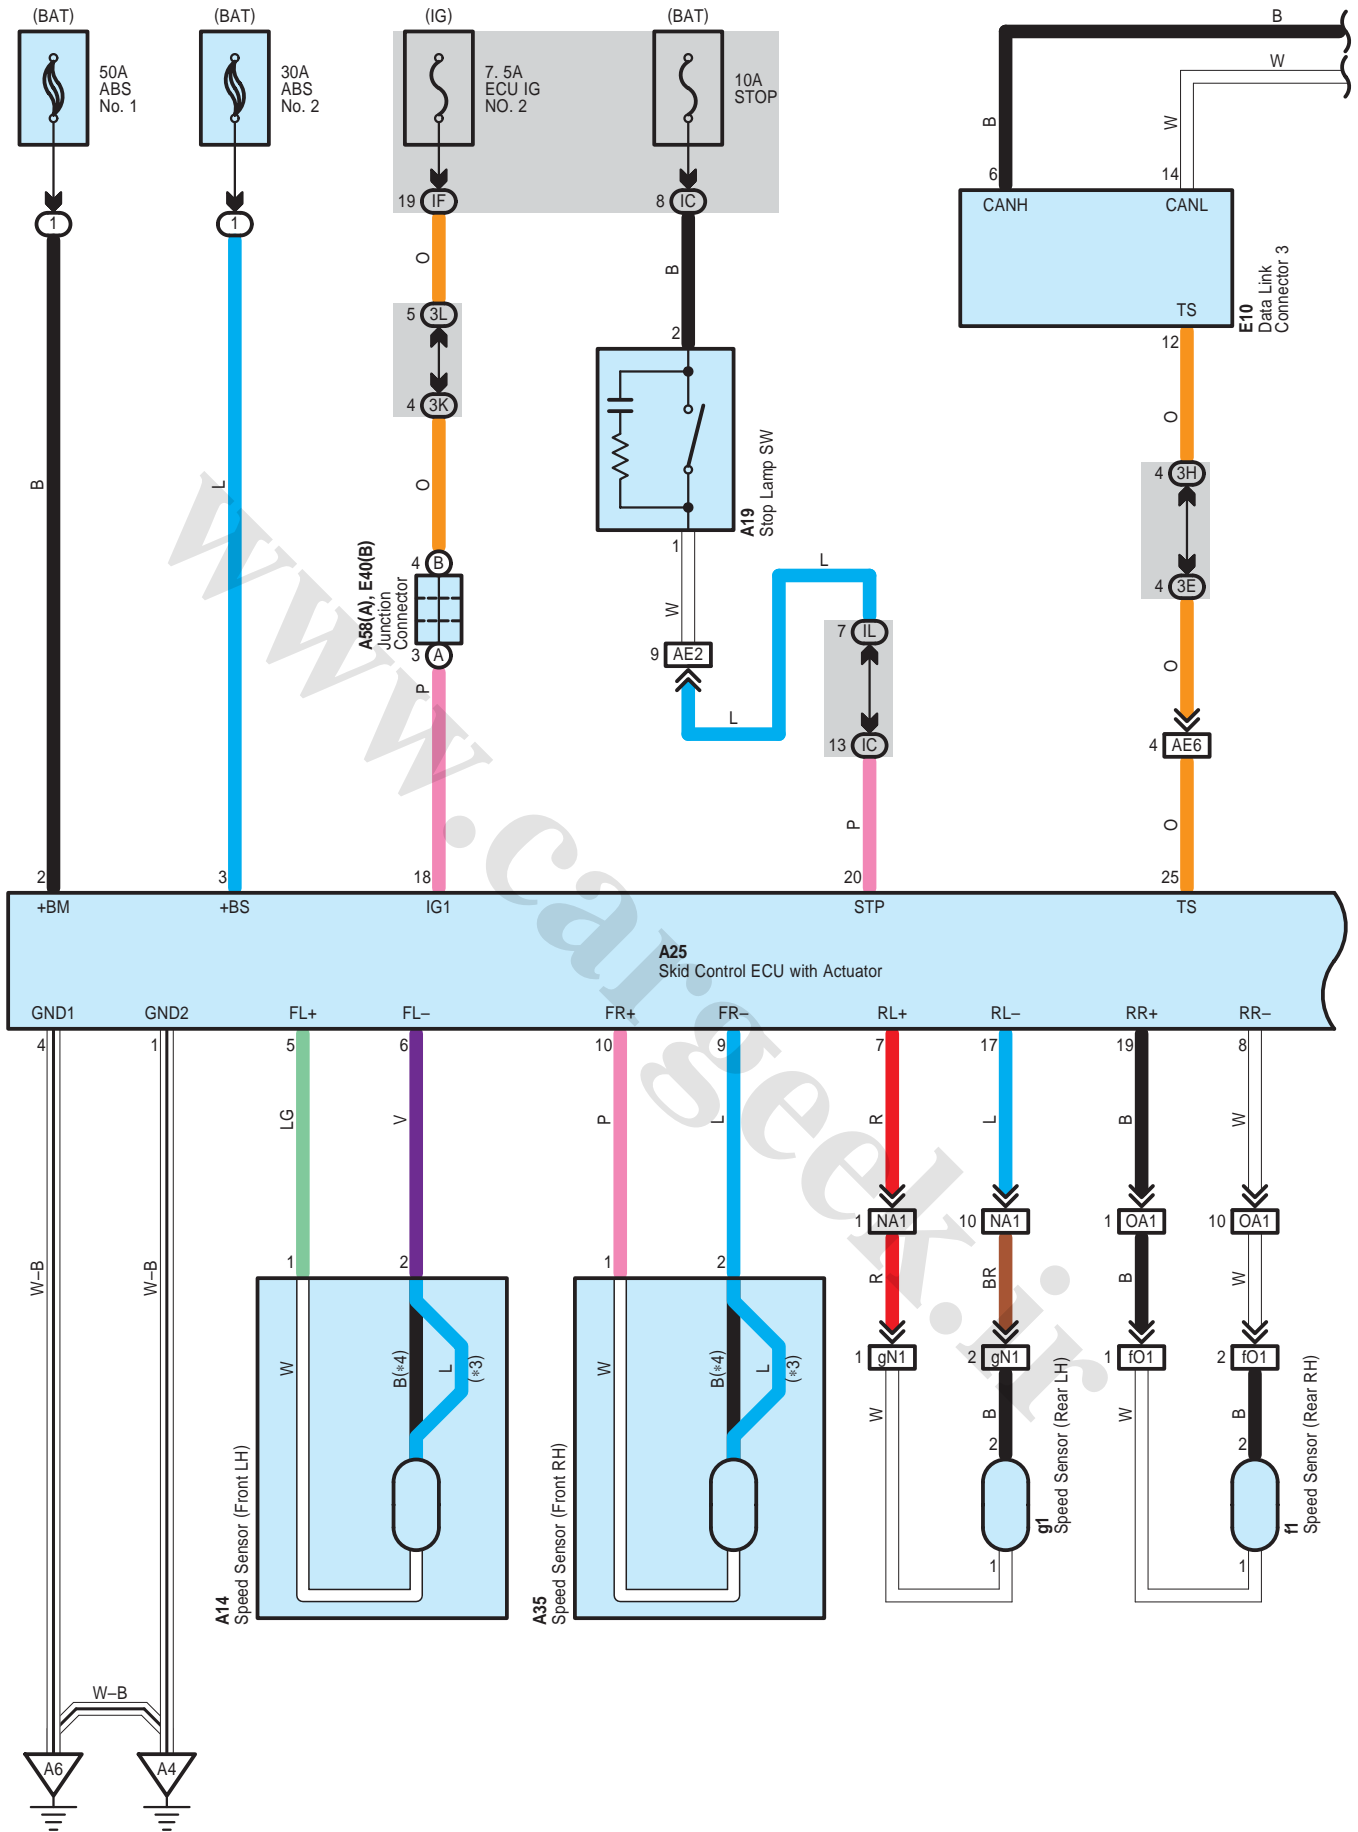 (BAT)
(BAT)
(IG)
(BAT)
B
W
50A
ABS
No. 1
30A
ABS
No. 2
7. 5A
ECU IG
NO. 2
10A
STOP
B
W
6
14
19 IF
8 IC
CANH
CANL
1
1
O
B
E10
Data Link
Connector 3
TS
5 3L
2
12
4 3K
O
A19
Stop Lamp SW
4 3H
B
L
O
1
L
4 B
A58(A), E40(B)
Junction
Connector
4 3E
W
7 IL
3 A
9 AE2
O
P
L
13 IC
4 AE6
P
O
2
3
18
20
25
+BM
+BS
IG1
STP
TS
A25
Skid Control ECU with Actuator
GND1
GND2
FL+
FL–
FR+
FR–
RL+
RL–
RR+
RR–
4
1
5
6
10
9
7
17
19
8
LG
V
P
L
R
L
B
W
1 NA1
10 NA1
1 OA1
10 OA1
W–B
W–B
1
2
1
2
R
BR
B
W
W
B(*4)
L
(*3)
W
B(*4)
L
(*3)
1 gN1
2 gN1
1 fO1
2 fO1
W
B
W
B
2
2
A14
Speed Sensor (Front LH)
A35
Speed Sensor (Front RH)
g1
Speed Sensor (Rear LH)
f1
Speed Sensor (Rear RH)
1
1
W–B
A6
A4
www.cargeek.ir